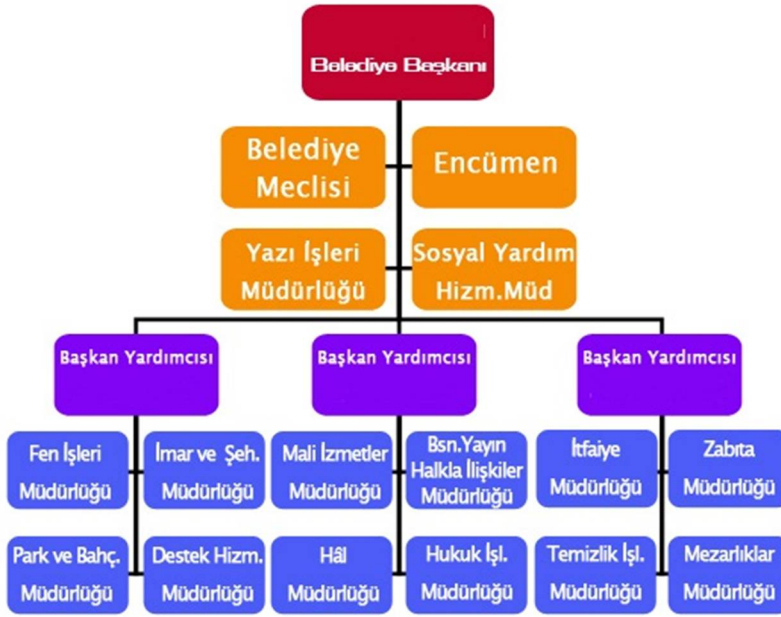 Belediye Başkanı
Belediye
Meclisi
Encümen
Yazı İşleri
Müdürlüğü
Sosyal Yardım
Hizm.Müd
Başkan Yardımcısı
Başkan Yardımcısı
Başkan Yardımcısı
Fen İşleri
Müdürlüğü
İmar ve Şeh.
Müdürlüğü
Mali İzmetler
Müdürlüğü
Bsn.Yayın
Halkla İlişkiler
Müdürlüğü
İtfaiye
Müdürlüğü
Zabıta
Müdürlüğü
Park ve Bahç.
Müdürlüğü
Destek Hizm.
Müdürlüğü
Hâl
Müdürlüğü
Hukuk İşl.
Müdürlüğü
Temizlik İşl.
Müdürlüğü
Mezarlıklar
Müdürlüğü